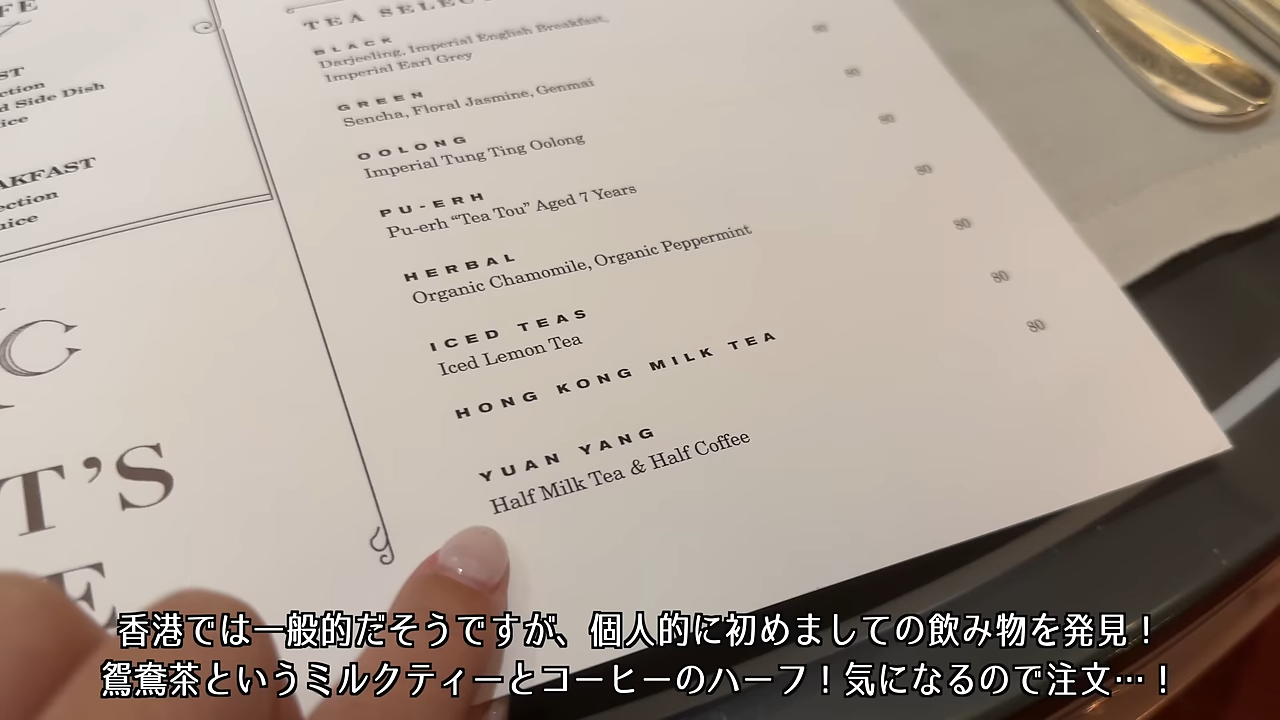 FE
ST
ction
d Side Dish
ice
AKFAST
ection
uice
C
T'S
E
TEA SELEC
BLACK
Darjeeling, Imperial English Breakfast,
Imperial Earl Grey
80
GREEN
Sencha, Floral Jasmine, Genmai
80
OOLONG
Imperial Tung Ting Oolong
80
PU-ERH
Pu-erh “Tea Tou” Aged 7 Years
80
HERBAL
Organic Chamomile, Organic Peppermint
80
ICED TEAS
Iced Lemon Tea
80
HONG KONG MILK TEA
80
YUAN YANG
Half Milk Tea & Half Coffee
香港では一般的だそうですが、個人的に初めましての飲み物を発見！
鴛鴦茶というミルクティーとコーヒーのハーフ！気になるので注文…！